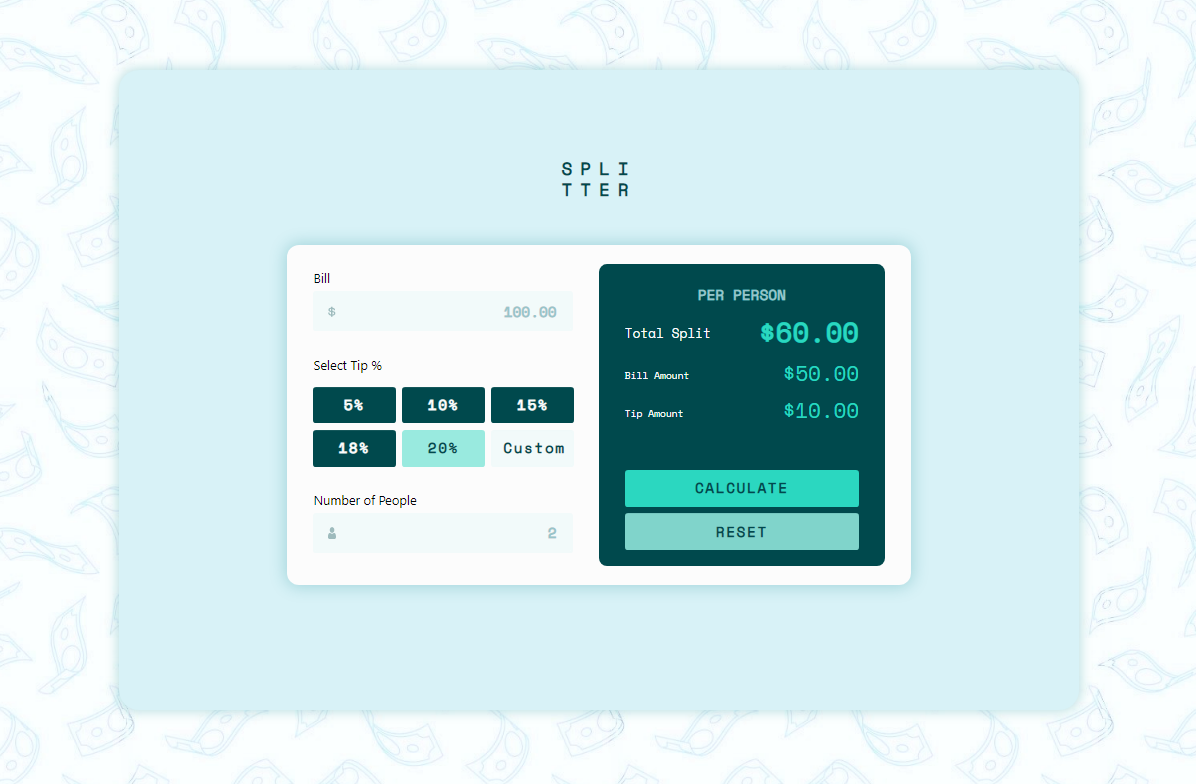 SPLI
TTER
Bill
$ 100.00
Select Tip %
5% 10% 15%
18% 20% Custom
Number of People
2
PER PERSON
Total Split $60.00
Bill Amount $50.00
Tip Amount $10.00
CALCULATE
RESET